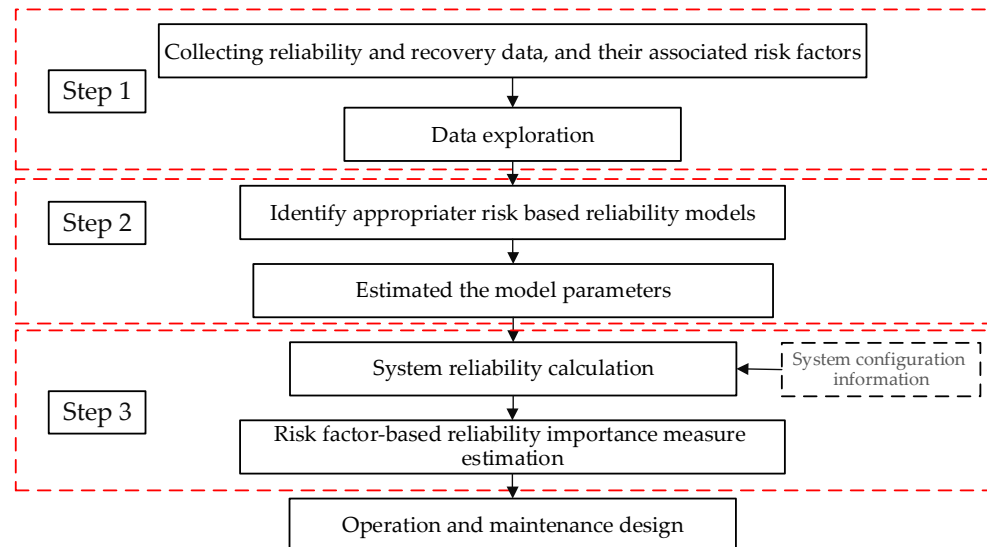 Collecting reliability and recovery data, and their associated risk factors
Step 1
Data exploration
Step 2
Identify appropriater risk based reliability models
Estimated the model parameters
System reliability calculation
System configuration
information
Step 3
Risk factor-based reliability importance measure
estimation
Operation and maintenance design